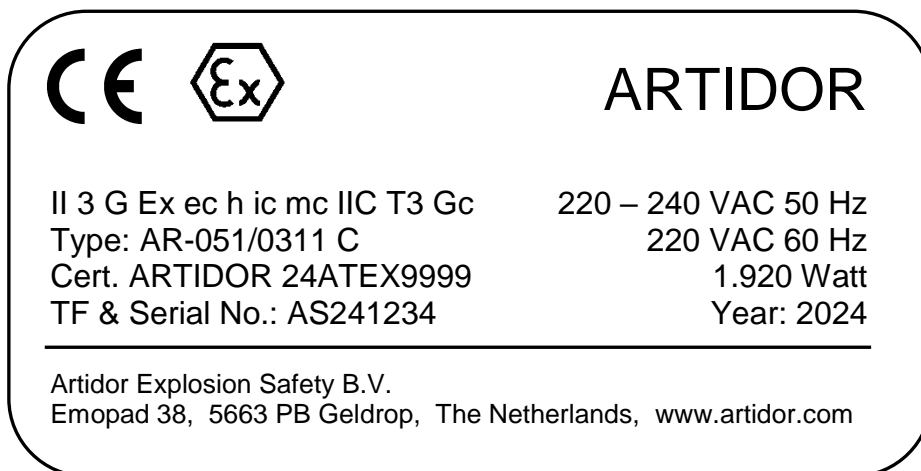 CE Ex ARTIDOR
II 3 G Ex ec h ic mc IIC T3 Gc 220 – 240 VAC 50 Hz
Type: AR-051/0311 C 220 VAC 60 Hz
Cert. ARTIDOR 24ATEX9999 1.920 Watt
TF & Serial No.: AS241234 Year: 2024
Artidor Explosion Safety B.V.
Emopad 38, 5663 PB Geldrop, The Netherlands, www.artidor.com